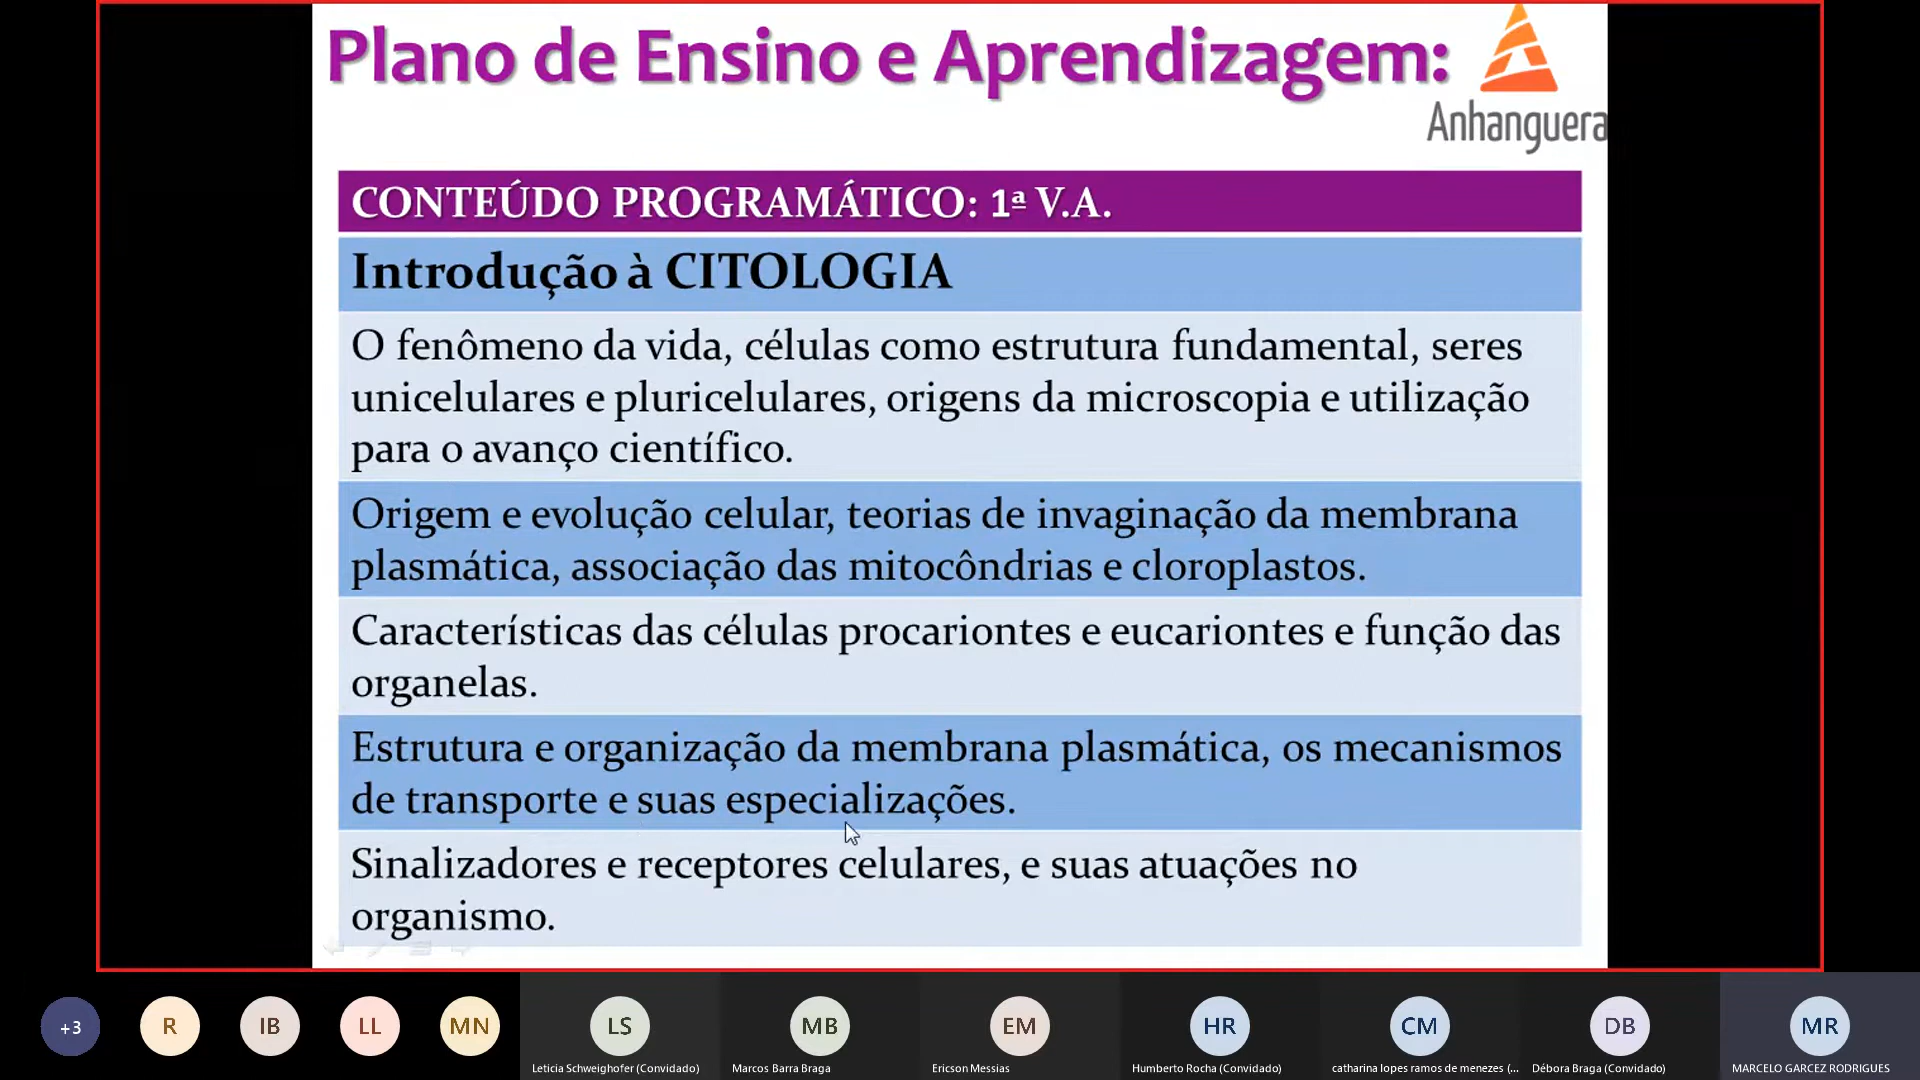 Plano de Ensino e Aprendizagem:
Anhanguera
CONTEÚDO PROGRAMÁTICO: 1ª V.A.
Introdução à CITOLOGIA
O fenômeno da vida, células como estrutura fundamental, seres
unicelulares e pluricelulares, origens da microscopia e utilização
para o avanço científico.
Origem e evolução celular, teorias de invaginação da membrana
plasmática, associação das mitocôndrias e cloroplastos.
Características das células procariontes e eucariontes e função das
organelas.
Estrutura e organização da membrana plasmática, os mecanismos
de transporte e suas especializações.
Sinalizadores e receptores celulares, e suas atuações no
organismo.
+3 R IB LL MN LS MB EM HR CM DB MR
Leticia Schweighofer (Convidado) Marcos Barra Braga Ericson Messias Humberto Rocha (Convidado) catharina lopes ramos de menezes (... Débora Braga (Convidado) MARCELO GARCEZ RODRIGUES